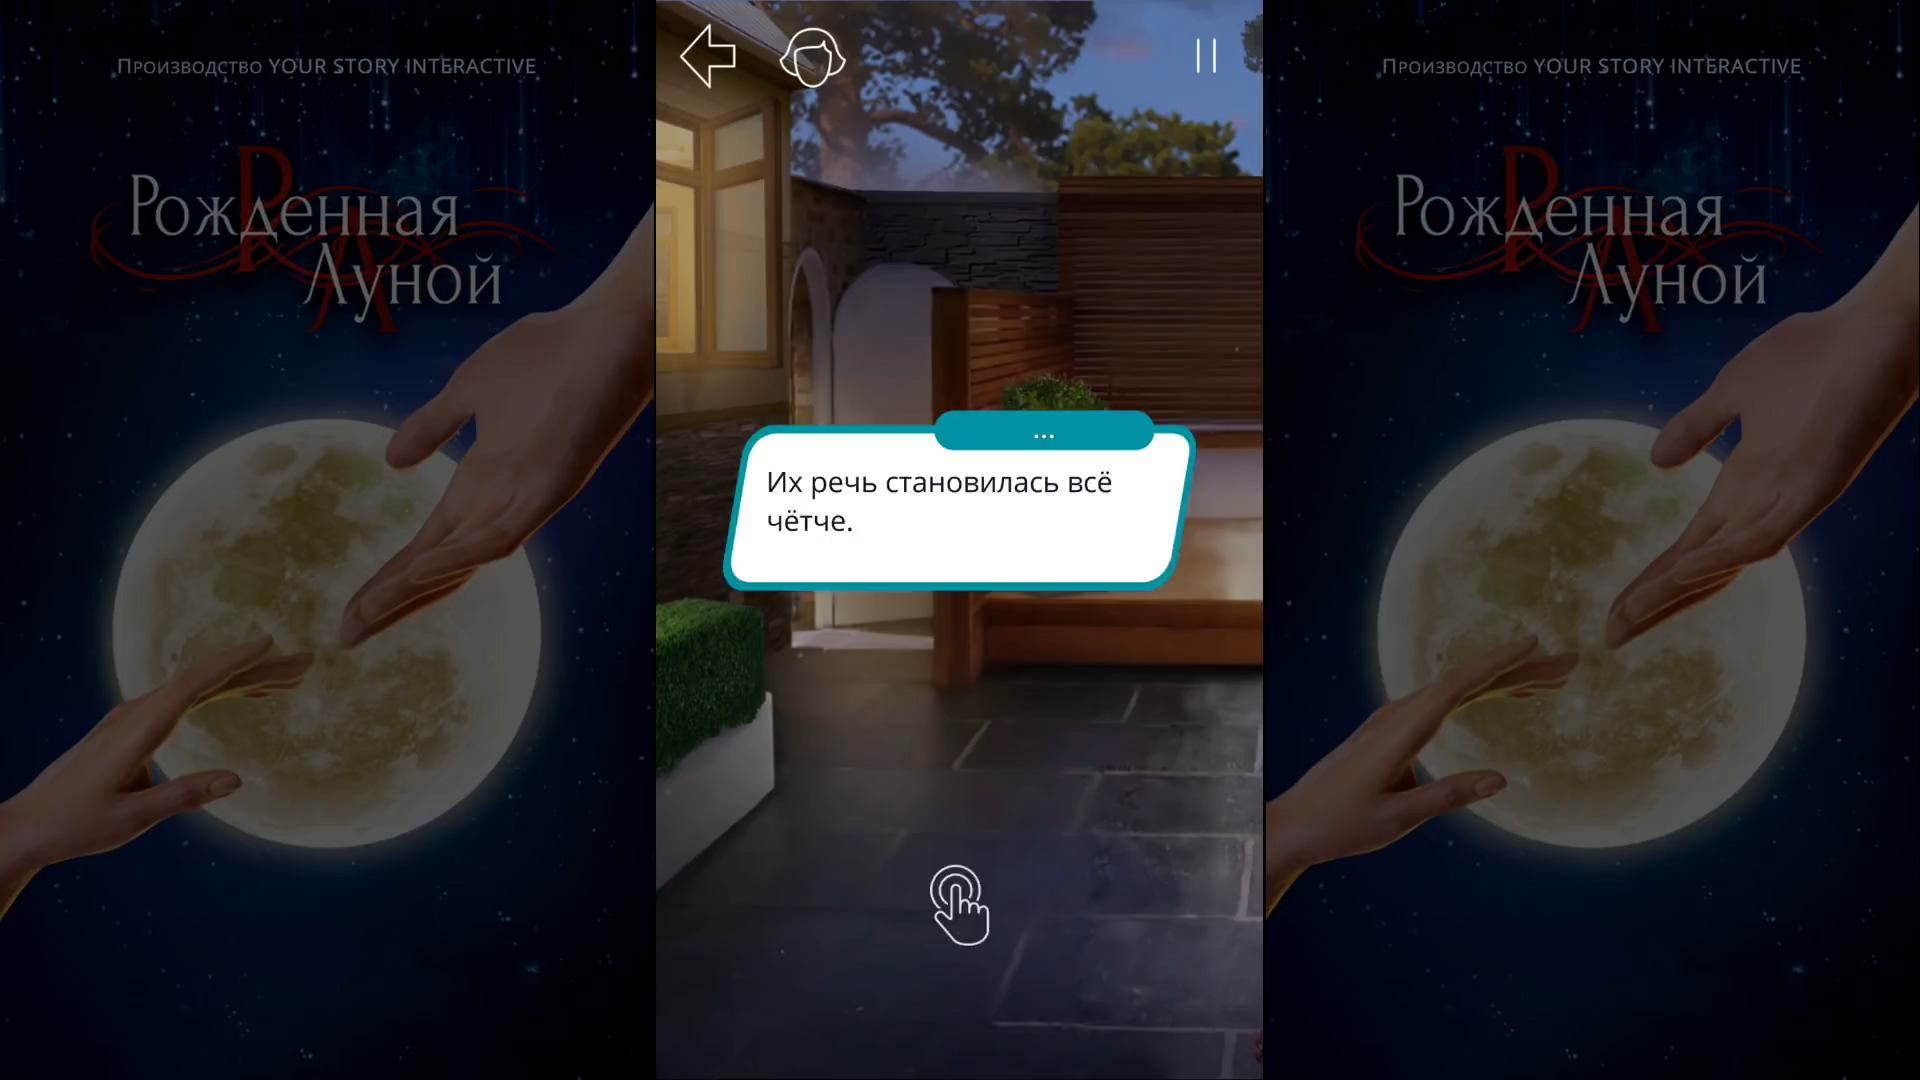 Производство YOUR STORY INTERACTIVE
Рожденная
Луной
...
Их речь становилась всё
чётче.
Производство YOUR STORY INTERACTIVE
Рожденная
Луной